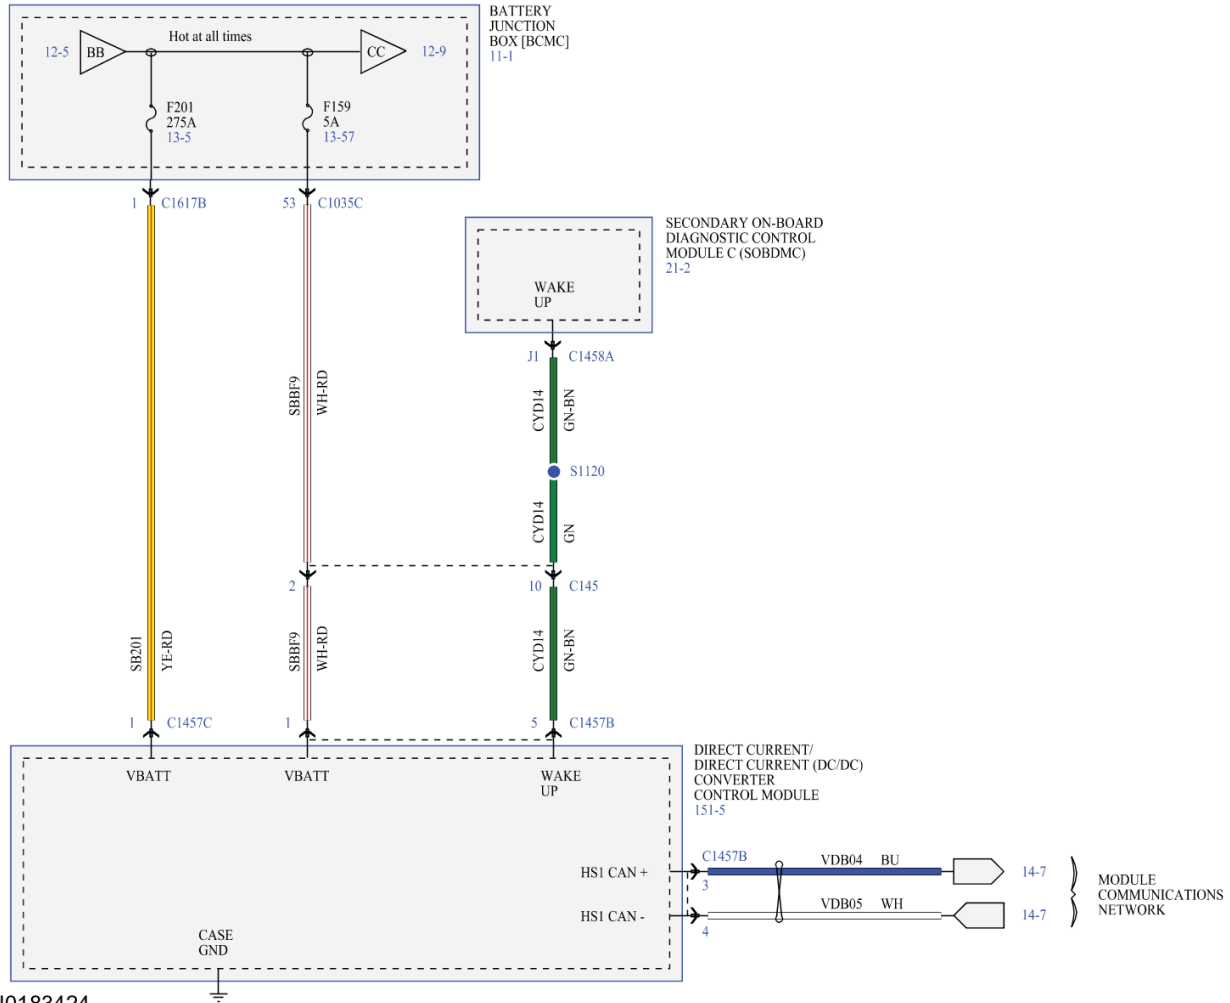 BATTERY
JUNCTION
BOX [BCMC]
11-1
Hot at all times
12-5
BB
CC
12-9
F201
275A
13-5
F159
5A
13-57
1
C1617B
53
C1035C
SECONDARY ON-BOARD
DIAGNOSTIC CONTROL
MODULE C (SOBDMC)
21-2
WAKE
UP
J1
C1458A
SBBF9
WH-RD
CYD14
GN-BN
S1120
CYD14
GN
2
10
C145
SB201
YE-RD
SBBF9
WH-RD
CYD14
GN-BN
1
C1457C
1
5
C1457B
DIRECT CURRENT/
DIRECT CURRENT (DC/DC)
CONVERTER
CONTROL MODULE
151-5
VBATT
VBATT
WAKE
UP
C1457B
VDB04
BU
HS1 CAN +
3
14-7
MODULE
COMMUNICATIONS
NETWORK
VDB05
WH
HS1 CAN -
4
14-7
CASE
GND